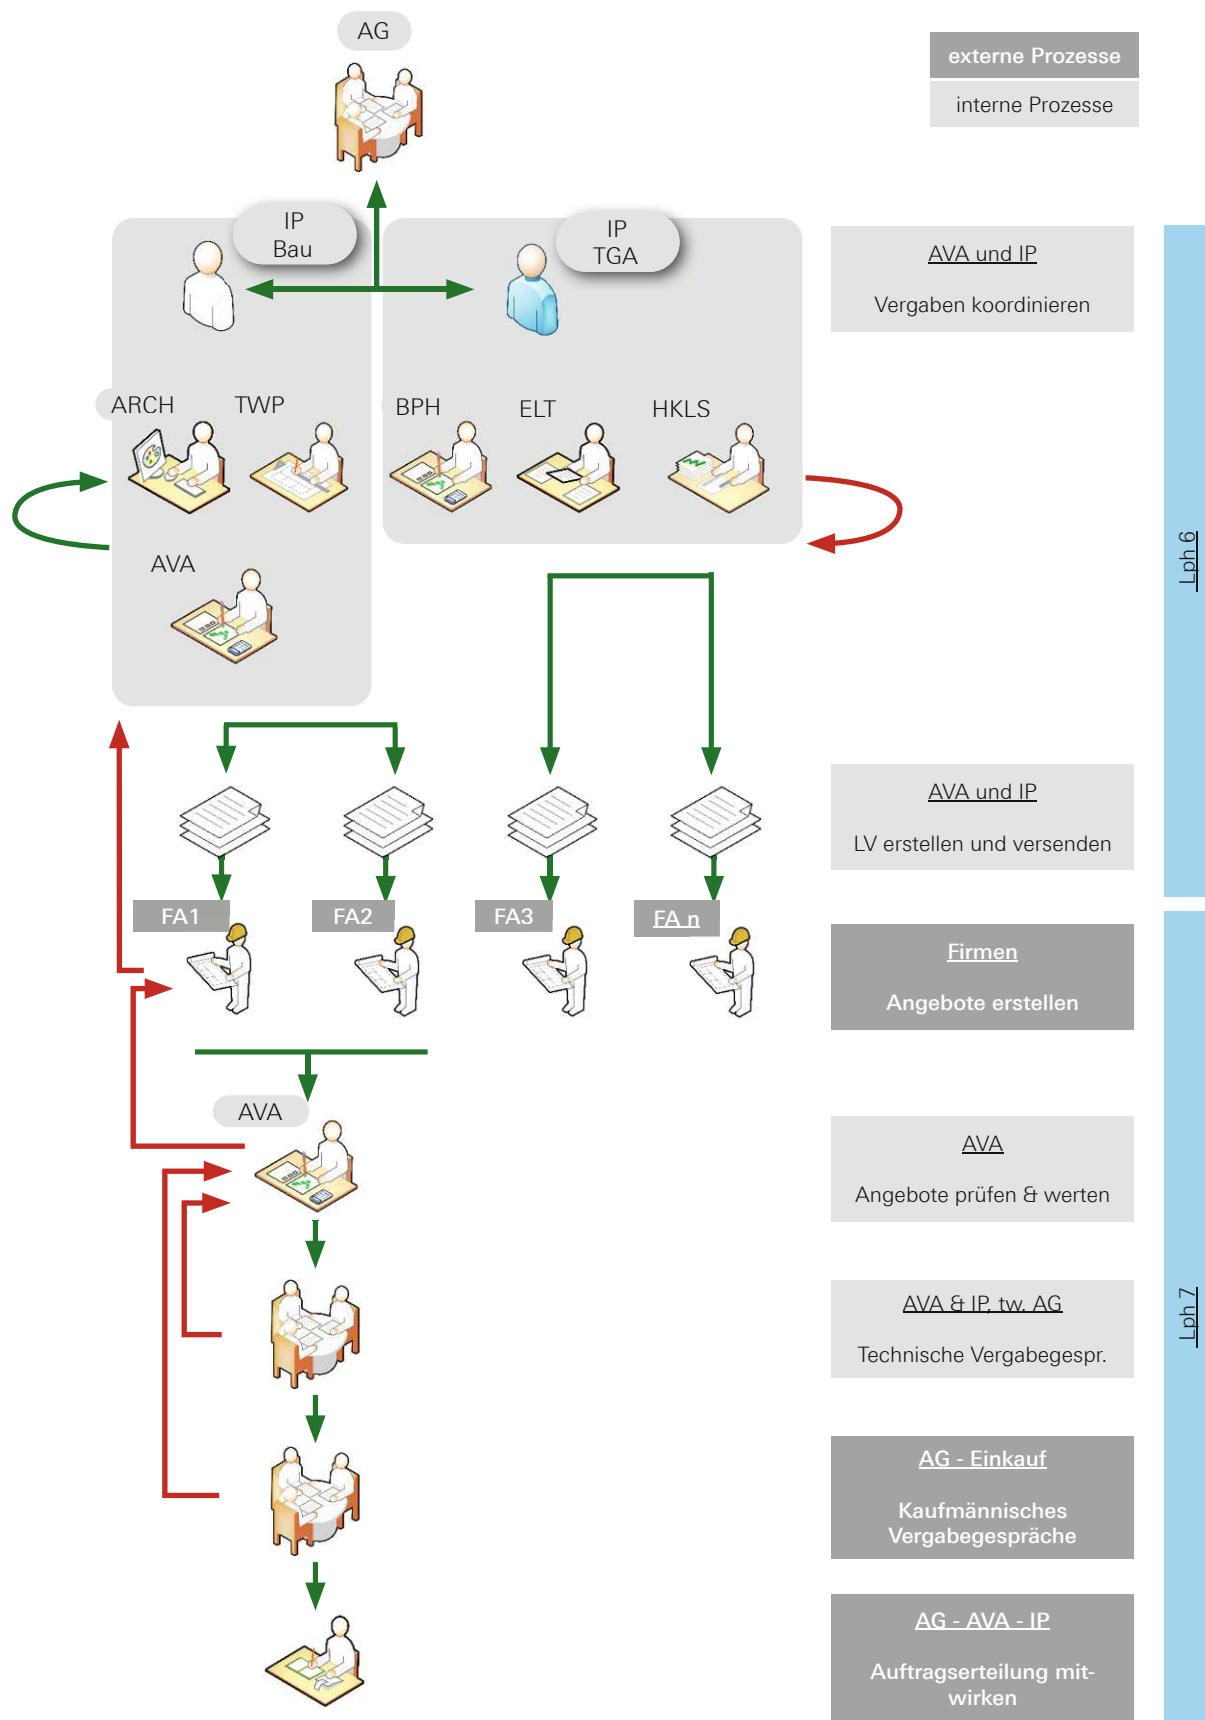 AG
externe Prozesse
interne Prozesse
IP
Bau
IP
TGA
AVA und IP
Vergaben koordinieren
ARCH
TWP
BPH
ELT
HKLS
AVA
Lph 6
AVA und IP
LV erstellen und versenden
FA1
FA2
FA3
FA n
Firmen
Angebote erstellen
AVA
AVA
Angebote prüfen & werten
AVA & IP, tw. AG
Technische Vergabegespr.
Lph 7
AG - Einkauf
Kaufmännisches
Vergabegespräche
AG - AVA - IP
Auftragserteilung mit-
wirken